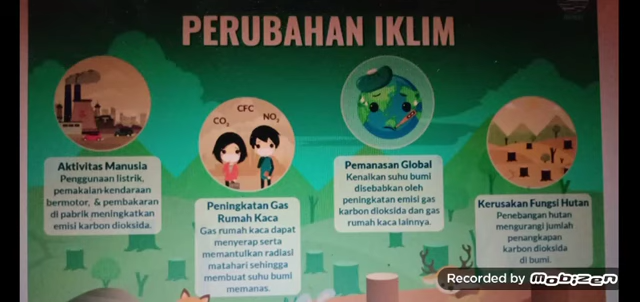 PERUBAHAN IKLIM
Aktivitas Manusia
Penggunaan listrik,
pemakaian kendaraan
bermotor, & pembakaran
di pabrik meningkatkan
emisi karbon dioksida.
CO₂
CFC
NO₂
Peningkatan Gas
Rumah Kaca
Gas rumah kaca dapat
menyerap serta
memantulkan radiasi
matahari sehingga
membuat suhu bumi
memanas.
Pemanasan Global
Kenaikan suhu bumi
disebabkan oleh
peningkatan emisi gas
karbon dioksida dan gas
rumah kaca lainnya.
Kerusakan Fungsi Hutan
Penebangan hutan
mengurangi jumlah
penangkapan
karbon dioksida
di bumi.
Recorded by mobizen